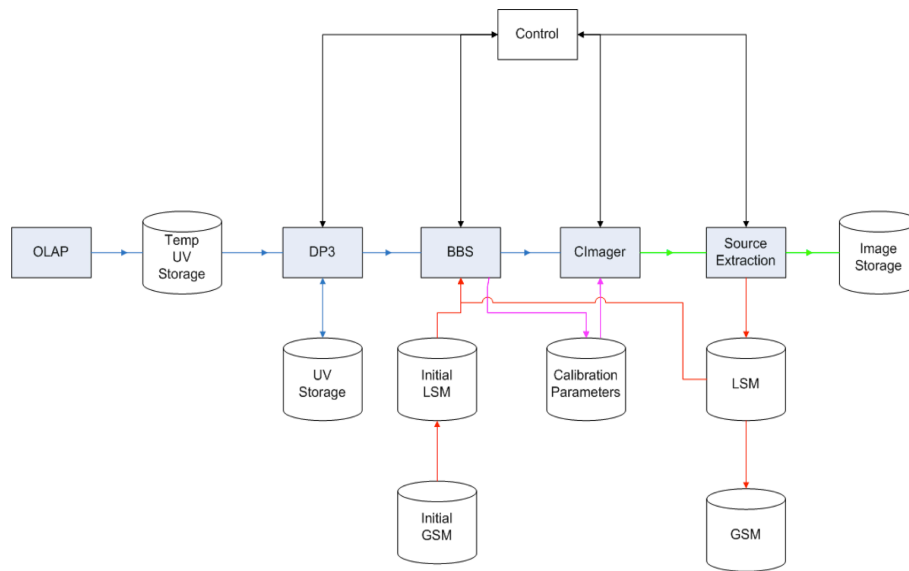 Control
OLAP
Temp
UV
Storage
DP3
BBS
CImager
Source
Extraction
Image
Storage
UV
Storage
Initial
LSM
Calibration
Parameters
LSM
Initial
GSM
GSM